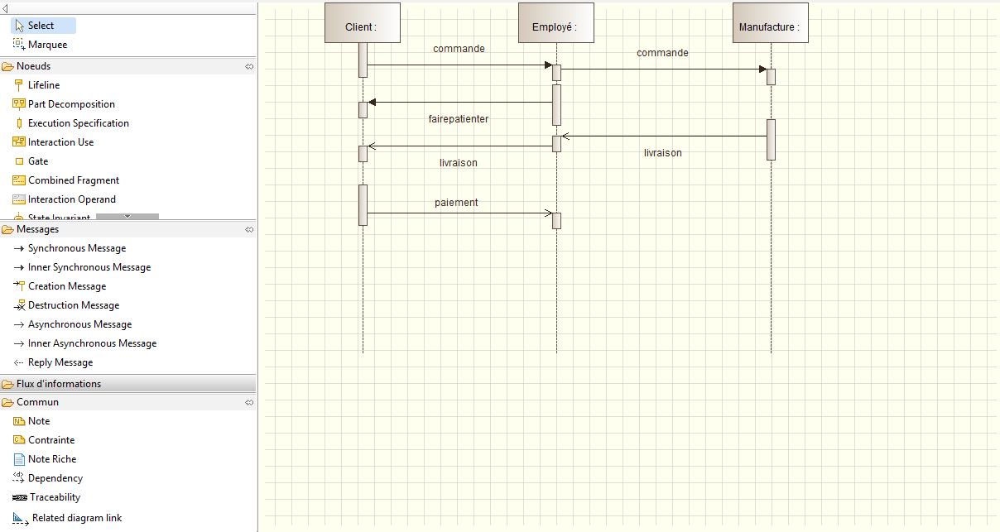 Select
Marquee
Noeuds
Lifeline
Part Decomposition
Execution Specification
Interaction Use
Gate
Combined Fragment
Interaction Operand
State Invariant
Messages
Synchronous Message
Inner Synchronous Message
Creation Message
Destruction Message
Asynchronous Message
Inner Asynchronous Message
Reply Message
Flux d'informations
Commun
Note
Contrainte
Note Riche
Dependency
Traceability
Related diagram link
Client :
Employé :
Manufacture :
commande
commande
fairepatienter
livraison
livraison
paiement